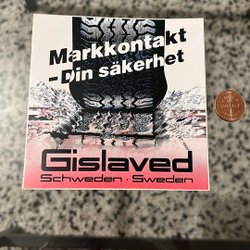 Markkontakt
-Din säkerhet
Gislaved
Schweden · Sweden